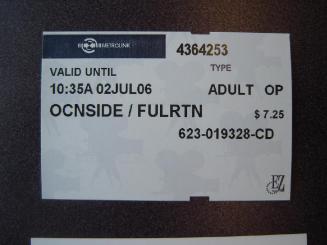 METROLINK
4364253
VALID UNTIL
TYPE
10:35A 02JUL06
ADULT OP
OCNSIDE / FULRTN
$ 7.25
623-019328-CD
EZ